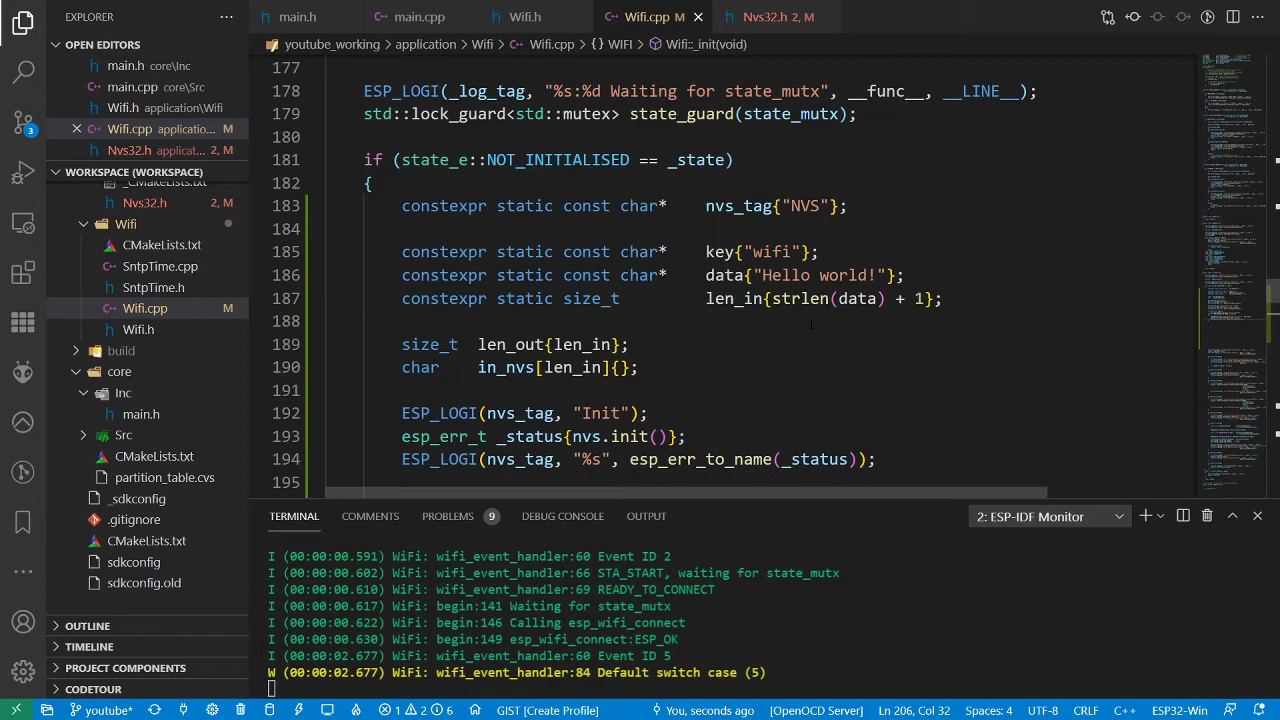 EXPLORER
OPEN EDITORS
main.h core\Inc
main.cpp core\Src
Wifi.h application\Wifi
Wifi.cpp applicatio... M
Nvs32.h applicat... 2, M
WORKSPACE (WORKSPACE)
CMakeLists.txt
Nvs32.h 2, M
Wifi
CMakeLists.txt
SntpTime.cpp
SntpTime.h
Wifi.cpp M
Wifi.h
build
core
Inc
main.h
Src
CMakeLists.txt
partition_table.cvs
_sdkconfig
.gitignore
CMakeLists.txt
sdkconfig
sdkconfig.old
OUTLINE
TIMELINE
PROJECT COMPONENTS
CODETOUR
3
main.h
main.cpp
Wifi.h
Wifi.cpp M
Nvs32.h 2, M
youtube_working > application > Wifi > Wifi.cpp > {} WIFI > Wifi::_init(void)
177
178 ESP_LOGI(_log_tag, "%s:%d Waiting for state_mutx", __func__, __LINE__);
179 std::lock_guard<std::mutex> state_guard(state_mutx);
180
181 if (state_e::NOT_INITIALISED == _state)
182 {
183 constexpr static const char* nvs_tag{"NVS"};
184
185 constexpr static const char* key{"wifi"};
186 constexpr static const char* data{"Hello world!"};
187 constexpr static size_t len_in{strlen(data) + 1};
188
189 size_t len_out{len_in};
190 char in_nvs[len_in]{};
191
192 ESP_LOGI(nvs_tag, "Init");
193 esp_err_t _status{nvs.init()};
194 ESP_LOGI(nvs_tag, "%s", esp_err_to_name(_status));
195
TERMINAL COMMENTS PROBLEMS 9 DEBUG CONSOLE OUTPUT
2: ESP-IDF Monitor
I (00:00:00.591) WiFi: wifi_event_handler:60 Event ID 2
I (00:00:00.602) WiFi: wifi_event_handler:66 STA_START, waiting for state_mutx
I (00:00:00.610) WiFi: wifi_event_handler:69 READY_TO_CONNECT
I (00:00:00.617) WiFi: begin:141 Waiting for state_mutx
I (00:00:00.622) WiFi: begin:146 Calling esp_wifi_connect
I (00:00:00.630) WiFi: begin:149 esp_wifi_connect:ESP_OK
I (00:00:02.677) WiFi: wifi_event_handler:60 Event ID 5
W (00:00:02.677) WiFi: wifi_event_handler:84 Default switch case (5)
youtube* 1 2 6 GIST [Create Profile] You, seconds ago [OpenOCD Server] Ln 206, Col 32 Spaces: 4 UTF-8 CRLF C++ ESP32-Win